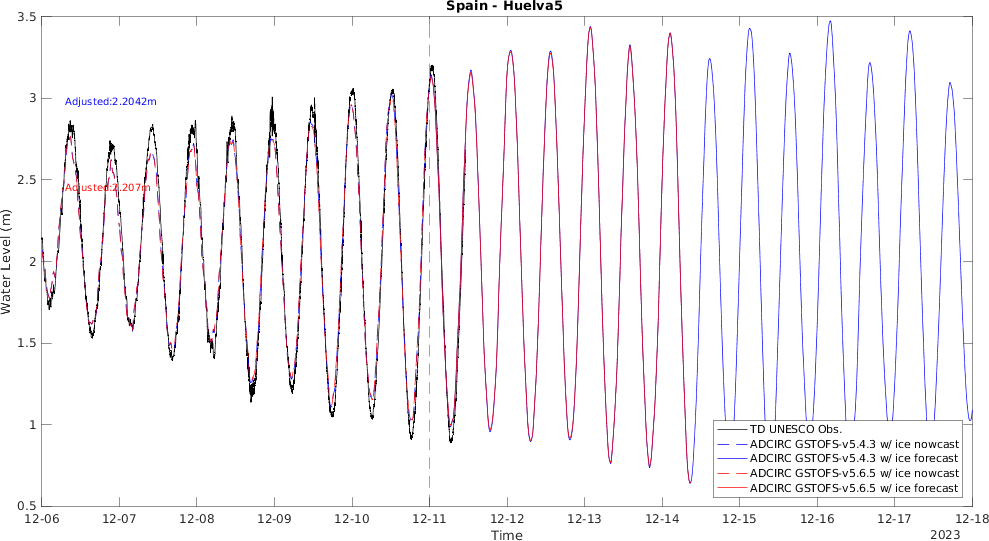 Spain - Huelva5
3.5
3
2.5
2
1.5
1
0.5
Water Level (m)
Adjusted:2.2042m
Adjusted:2.207m
TD UNESCO Obs.
ADCIRC GSTOFS-v5.4.3 w/ ice nowcast
ADCIRC GSTOFS-v5.4.3 w/ ice forecast
ADCIRC GSTOFS-v5.6.5 w/ ice nowcast
ADCIRC GSTOFS-v5.6.5 w/ ice forecast
12-06 12-07 12-08 12-09 12-10 12-11 12-12 12-13 12-14 12-15 12-16 12-17 12-18
Time
2023